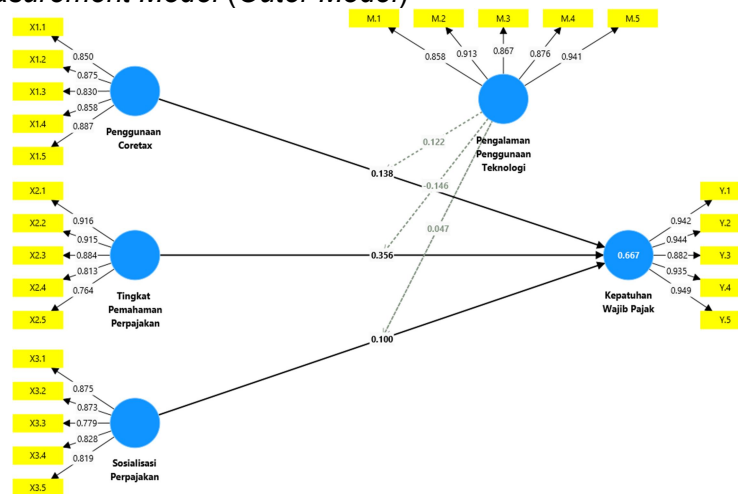 asurement Model (Outer Model)
X1.1
X1.2
X1.3
X1.4
X1.5
0.850
0.875
0.830
0.858
0.887
Penggunaan
Coretax
M.1
M.2
M.3
M.4
M.5
0.858
0.913
0.867
0.876
0.941
Pengalaman
Penggunaan
Teknologi
0.122
-0.146
0.047
0.138
0.356
0.100
X2.1
X2.2
X2.3
X2.4
X2.5
0.916
0.915
0.884
0.813
0.764
Tingkat
Pemahaman
Perpajakan
X3.1
X3.2
X3.3
X3.4
X3.5
0.875
0.873
0.779
0.828
0.819
Sosialisasi
Perpajakan
0.667
Kepatuhan
Wajib Pajak
0.942
0.944
0.882
0.935
0.949
Y.1
Y.2
Y.3
Y.4
Y.5